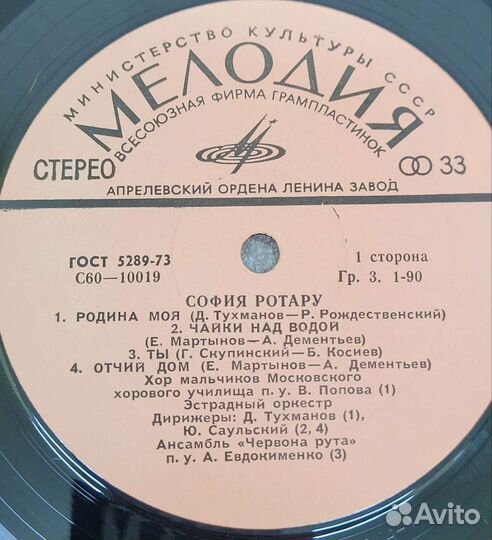 МИНИСТЕРСТВО КУЛЬТУРЫ СССР
МЕЛОДИЯ
ВСЕСОЮЗНАЯ ФИРМА ГРАМПЛАСТИНОК
СТЕРЕО
33
АПРЕЛЕВСКИЙ ОРДЕНА ЛЕНИНА ЗАВОД
ГОСТ 5289-73
С60—10019
1 сторона
Гр. 3. 1-90
СОФИЯ РОТАРУ
1. РОДИНА МОЯ (Д. Тухманов—Р. Рождественский)
2. ЧАЙКИ НАД ВОДОЙ
(Е. Мартынов—А. Дементьев)
3. ТЫ (Г. Скупинский—Б. Косиев)
4. ОТЧИЙ ДОМ (Е. Мартынов—А. Дементьев)
Хор мальчиков Московского
хорового училища п. у. В. Попова (1)
Эстрадный оркестр
Дирижеры: Д. Тухманов (1),
Ю. Саульский (2, 4)
Ансамбль «Червона рута»
п. у. А. Евдокименко (3)
Avito